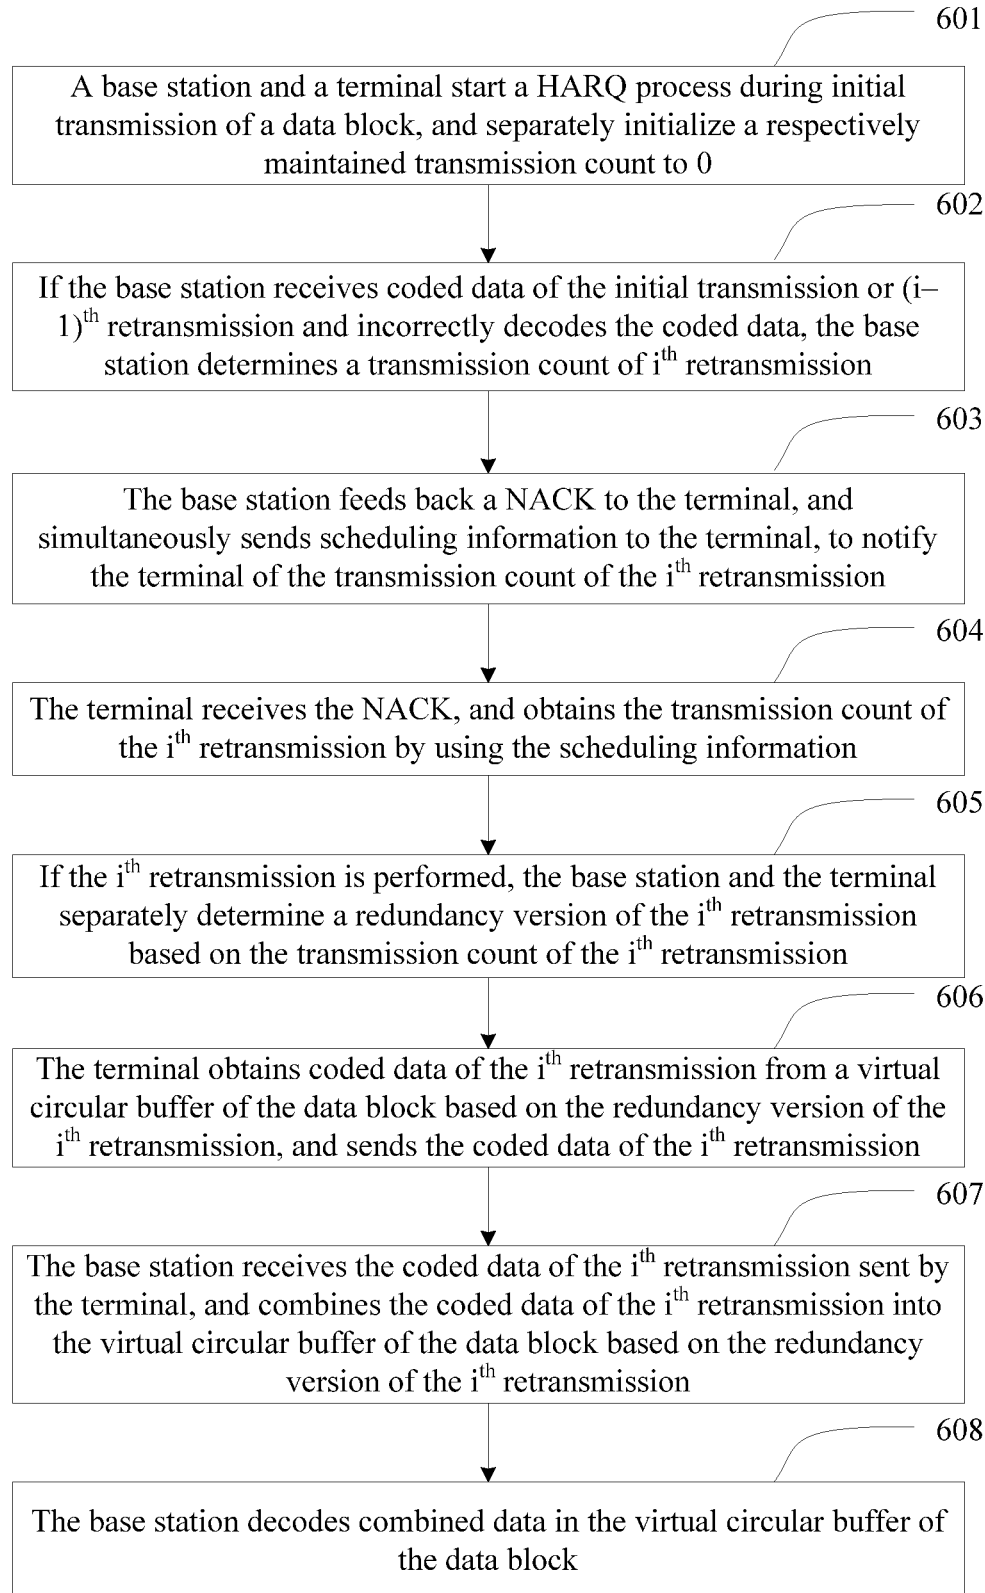 601
A base station and a terminal start a HARQ process during initial
transmission of a data block, and separately initialize a respectively
maintained transmission count to 0
602
If the base station receives coded data of the initial transmission or (i–
1)th retransmission and incorrectly decodes the coded data, the base
station determines a transmission count of ith retransmission
603
The base station feeds back a NACK to the terminal, and
simultaneously sends scheduling information to the terminal, to notify
the terminal of the transmission count of the ith retransmission
604
The terminal receives the NACK, and obtains the transmission count of
the ith retransmission by using the scheduling information
605
If the ith retransmission is performed, the base station and the terminal
separately determine a redundancy version of the ith retransmission
based on the transmission count of the ith retransmission
606
The terminal obtains coded data of the ith retransmission from a virtual
circular buffer of the data block based on the redundancy version of the
ith retransmission, and sends the coded data of the ith retransmission
607
The base station receives the coded data of the ith retransmission sent by
the terminal, and combines the coded data of the ith retransmission into
the virtual circular buffer of the data block based on the redundancy
version of the ith retransmission
608
The base station decodes combined data in the virtual circular buffer of
the data block